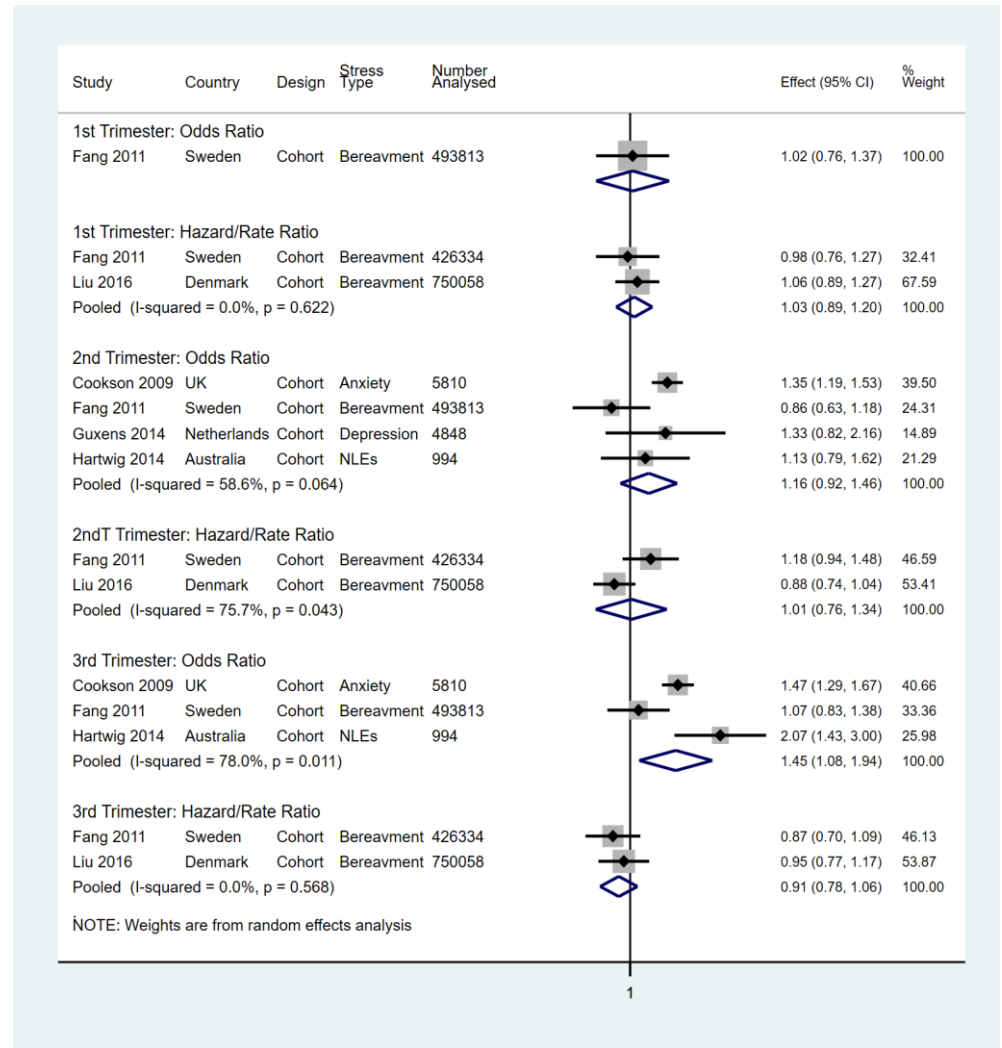 Study Country Design Stress Type Number Analysed Effect (95% CI) % Weight
1st Trimester: Odds Ratio
Fang 2011 Sweden Cohort Bereavment 493813 1.02 (0.76, 1.37) 100.00
1st Trimester: Hazard/Rate Ratio
Fang 2011 Sweden Cohort Bereavment 426334 0.98 (0.76, 1.27) 32.41
Liu 2016 Denmark Cohort Bereavment 750058 1.06 (0.89, 1.27) 67.59
Pooled (I-squared = 0.0%, p = 0.622) 1.03 (0.89, 1.20) 100.00
2nd Trimester: Odds Ratio
Cookson 2009 UK Cohort Anxiety 5810 1.35 (1.19, 1.53) 39.50
Fang 2011 Sweden Cohort Bereavment 493813 0.86 (0.63, 1.18) 24.31
Guxens 2014 Netherlands Cohort Depression 4848 1.33 (0.82, 2.16) 14.89
Hartwig 2014 Australia Cohort NLEs 994 1.13 (0.79, 1.62) 21.29
Pooled (I-squared = 58.6%, p = 0.064) 1.16 (0.92, 1.46) 100.00
2ndT Trimester: Hazard/Rate Ratio
Fang 2011 Sweden Cohort Bereavment 426334 1.18 (0.94, 1.48) 46.59
Liu 2016 Denmark Cohort Bereavment 750058 0.88 (0.74, 1.04) 53.41
Pooled (I-squared = 75.7%, p = 0.043) 1.01 (0.76, 1.34) 100.00
3rd Trimester: Odds Ratio
Cookson 2009 UK Cohort Anxiety 5810 1.47 (1.29, 1.67) 40.66
Fang 2011 Sweden Cohort Bereavment 493813 1.07 (0.83, 1.38) 33.36
Hartwig 2014 Australia Cohort NLEs 994 2.07 (1.43, 3.00) 25.98
Pooled (I-squared = 78.0%, p = 0.011) 1.45 (1.08, 1.94) 100.00
3rd Trimester: Hazard/Rate Ratio
Fang 2011 Sweden Cohort Bereavment 426334 0.87 (0.70, 1.09) 46.13
Liu 2016 Denmark Cohort Bereavment 750058 0.95 (0.77, 1.17) 53.87
Pooled (I-squared = 0.0%, p = 0.568) 0.91 (0.78, 1.06) 100.00
NOTE: Weights are from random effects analysis
1